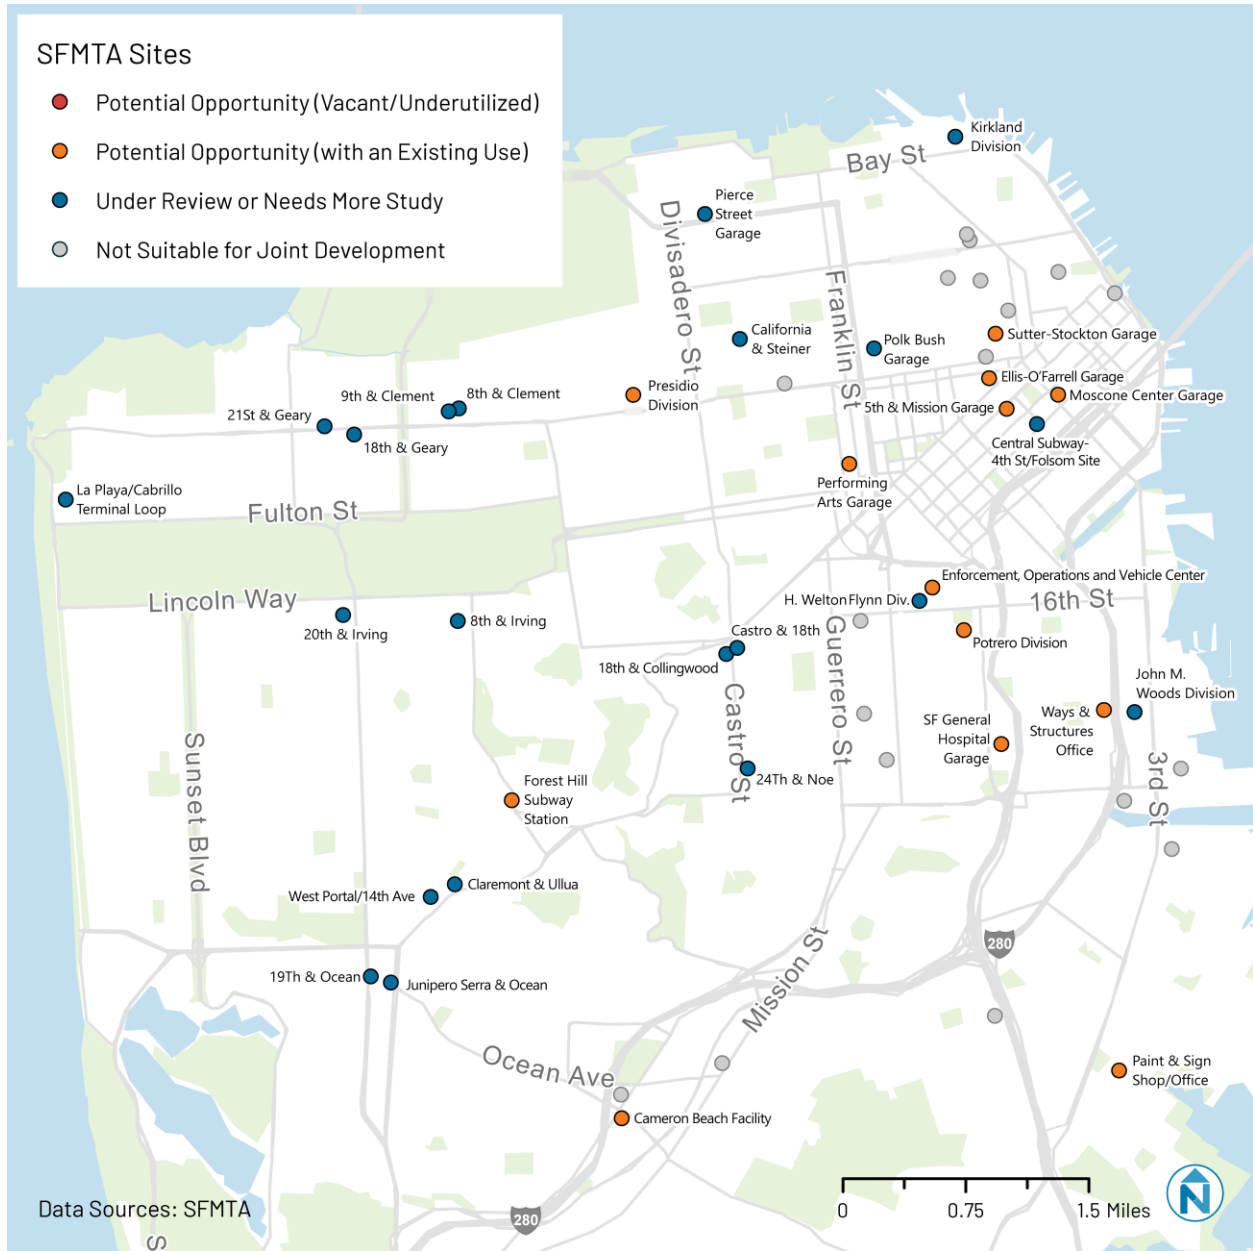 SFMTA Sites
Potential Opportunity (Vacant/Underutilized)
Potential Opportunity (with an Existing Use)
Under Review or Needs More Study
Not Suitable for Joint Development
Kirkland
Division
Bay St
Pierce
Street
Garage
Divisadero St
Franklin St
California
& Steiner
Polk Bush
Garage
Sutter-Stockton Garage
Ellis-O'Farrell Garage
Moscone Center Garage
5th & Mission Garage
Central Subway-
4th St/Folsom Site
Presidio
Division
9th & Clement
8th & Clement
21St & Geary
18th & Geary
La Playa/Cabrillo
Terminal Loop
Fulton St
Performing
Arts Garage
Lincoln Way
20th & Irving
8th & Irving
Enforcement, Operations and Vehicle Center
H. Welton Flynn Div.
16th St
Potrero Division
Castro & 18th
18th & Collingwood
Guerrero St
Castro St
John M.
Woods Division
Ways &
Structures
Office
SF General
Hospital
Garage
3rd St
24Th & Noe
Forest Hill
Subway
Station
Sunset Blvd
Claremont & Ullua
West Portal/14th Ave
19Th & Ocean
Junipero Serra & Ocean
280
Mission St
Ocean Ave
Paint & Sign
Shop/Office
Cameron Beach Facility
280
S
N
0 0.75 1.5 Miles
Data Sources: SFMTA